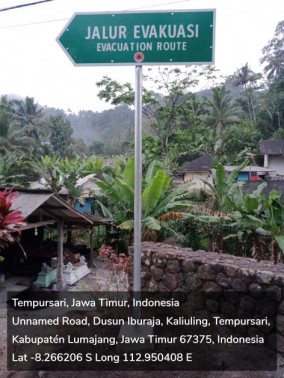 JALUR EVAKUASI
EVACUATION ROUTE
Tempursari, Jawa Timur, Indonesia
Unnamed Road, Dusun Iburaja, Kaliuling, Tempursari,
Kabupatén Lumajang, Jawa Timur 67375, Indonesia
Lat -8.266206 S Long 112.950408 E